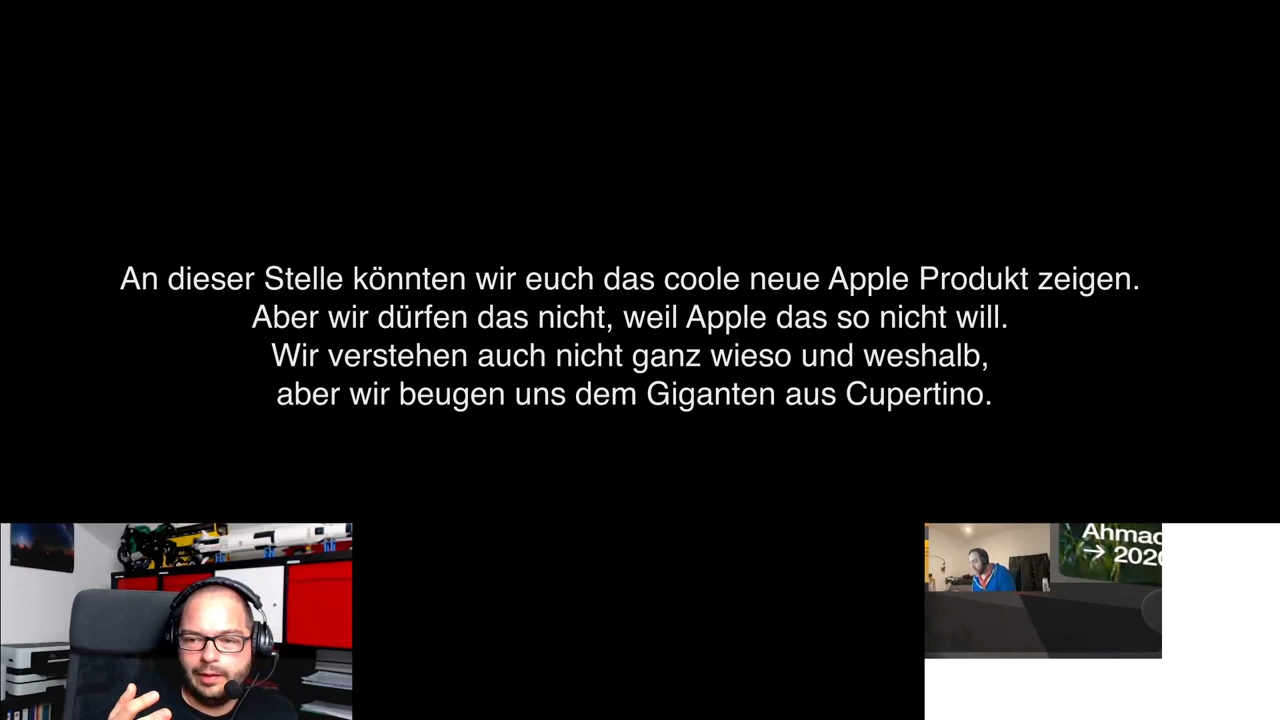 An dieser Stelle könnten wir euch das coole neue Apple Produkt zeigen.
Aber wir dürfen das nicht, weil Apple das so nicht will.
Wir verstehen auch nicht ganz wieso und weshalb,
aber wir beugen uns dem Giganten aus Cupertino.
Ahmad
→ 2020